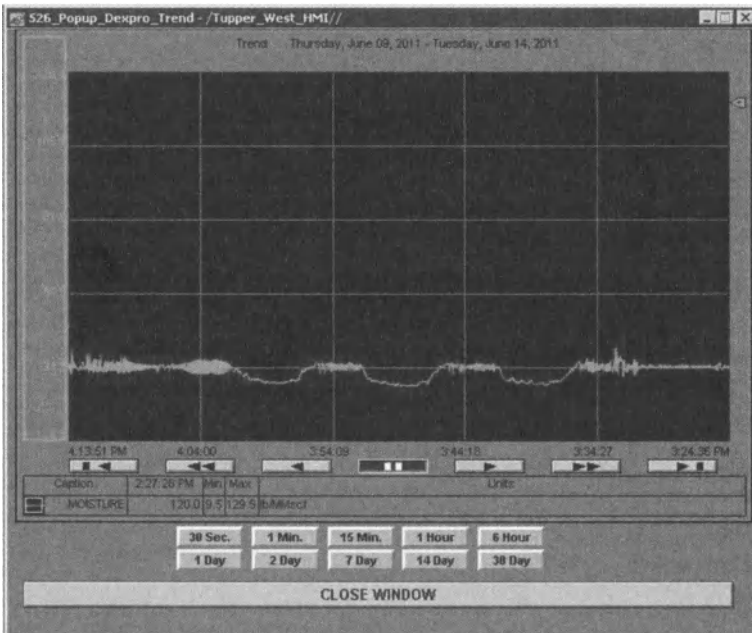 S26_Popup_Dexpro_Trend - /Tupper_West_HMI//
Trend Thursday, June 09, 2011 - Tuesday, June 14, 2011
4:13:51 PM 4:04:00 3:54:09 3:44:18 3:34:27 3:24:36 PM
Caption 2:27:26 PM Min Max Units
MOISTURE 120.0 9.5 129.5 lb/MMscf
30 Sec. 1 Min. 15 Min. 1 Hour 6 Hour
1 Day 2 Day 7 Day 14 Day 38 Day
CLOSE WINDOW